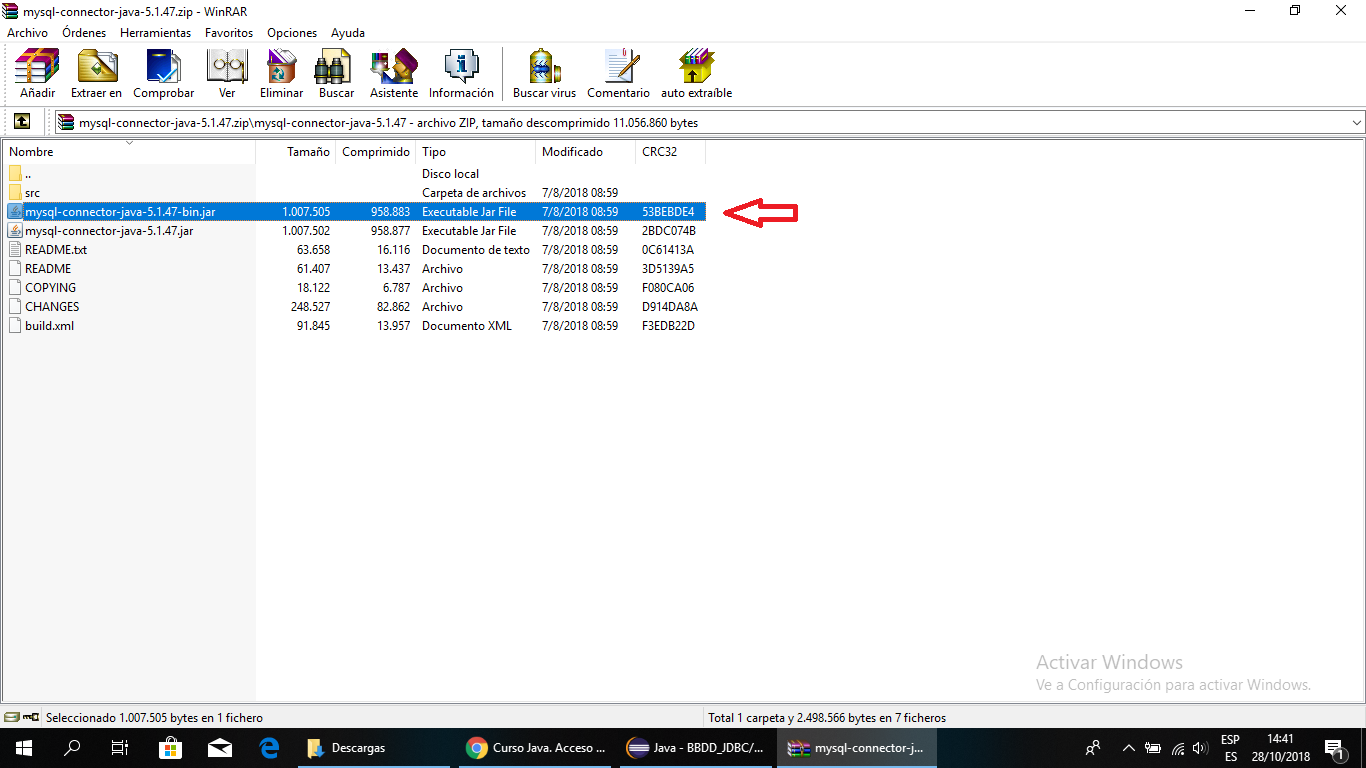 mysql-connector-java-5.1.47.zip - WinRAR
Archivo Órdenes Herramientas Favoritos Opciones Ayuda
Añadir Extraer en Comprobar Ver Eliminar Buscar Asistente Información Buscar virus Comentario auto extraíble
mysql-connector-java-5.1.47.zip\mysql-connector-java-5.1.47 - archivo ZIP, tamaño descomprimido 11.056.860 bytes
Nombre Tamaño Comprimido Tipo Modificado CRC32
.. Disco local
src Carpeta de archivos 7/8/2018 08:59
mysql-connector-java-5.1.47-bin.jar 1.007.505 958.883 Executable Jar File 7/8/2018 08:59 53BEBDE4
mysql-connector-java-5.1.47.jar 1.007.502 958.877 Executable Jar File 7/8/2018 08:59 2BDC074B
README.txt 63.658 16.116 Documento de texto 7/8/2018 08:59 0C61413A
README 61.407 13.437 Archivo 7/8/2018 08:59 3D5139A5
COPYING 18.122 6.787 Archivo 7/8/2018 08:59 F080CA06
CHANGES 248.527 82.862 Archivo 7/8/2018 08:59 D914DA8A
build.xml 91.845 13.957 Documento XML 7/8/2018 08:59 F3EDB22D
Activar Windows
Ve a Configuración para activar Windows.
Seleccionado 1.007.505 bytes en 1 fichero Total 1 carpeta y 2.498.566 bytes en 7 ficheros
Descargas Curso Java. Acceso ... Java - BBDD_JDBC/... mysql-connector-j... ESP 14:41
ES 28/10/2018 1